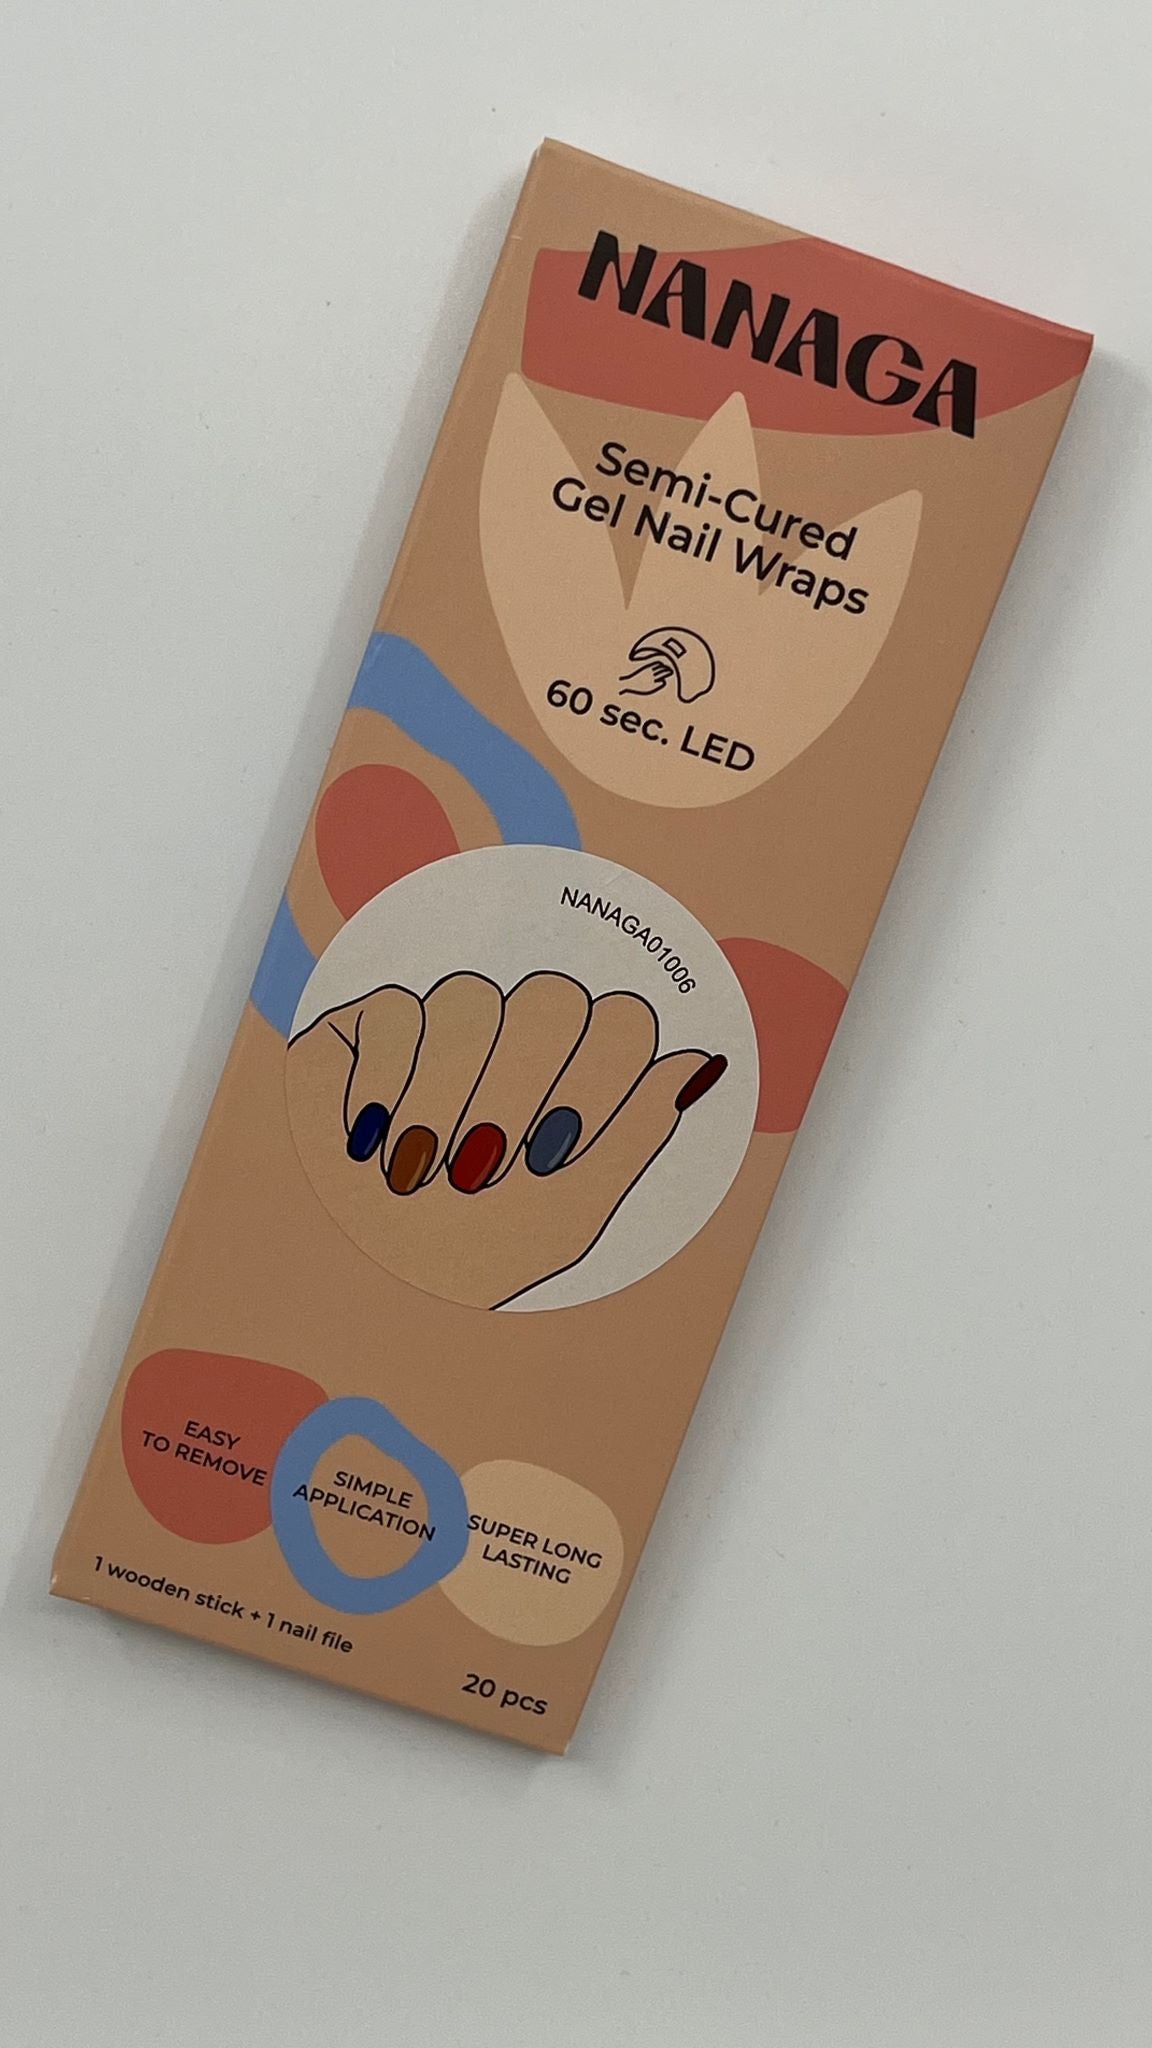 NANAGA
Semi-Cured
Gel Nail Wraps
60 sec. LED
NANAGA01006
EASY
TO REMOVE
SIMPLE
APPLICATION
SUPER LONG
LASTING
1 wooden stick + 1 nail file
20 pcs